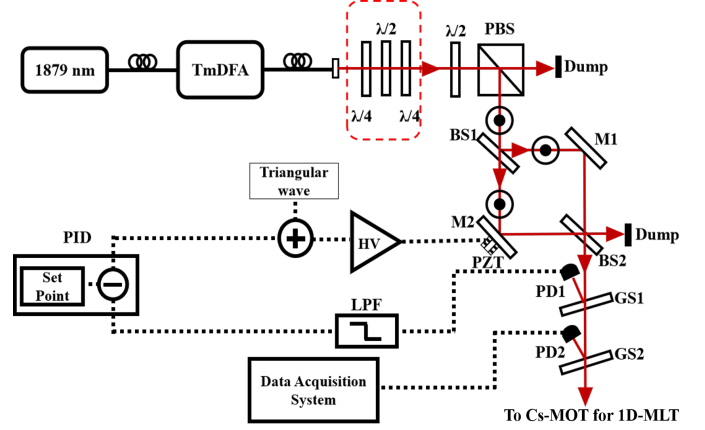 λ/2
λ/2
PBS
1879 nm
TmDFA
Dump
λ/4
λ/4
BS1
M1
Triangular
wave
M2
PID
HV
Dump
PZT
BS2
Set
Point
PD1
GS1
LPF
PD2
GS2
Data Acquisition
System
To Cs-MOT for 1D-MLT